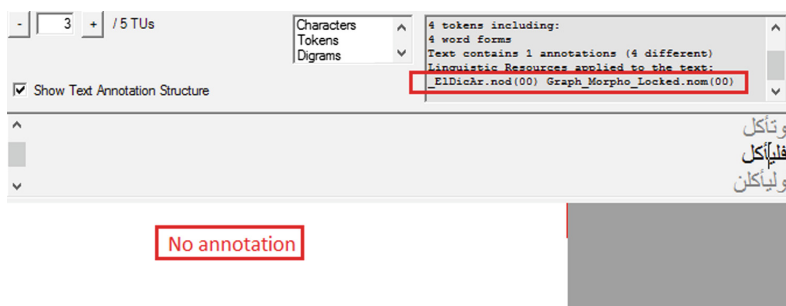 - 3 + / 5 TUs
Characters
Tokens
Digrams
4 tokens including:
4 word forms
Text contains 1 annotations (4 different)
Linguistic Resources applied to the text:
_ElDicAr.nod(00) Graph_Morpho_Locked.nom(00)
Show Text Annotation Structure
وتأكل
فليأكل
وليأكلن
No annotation